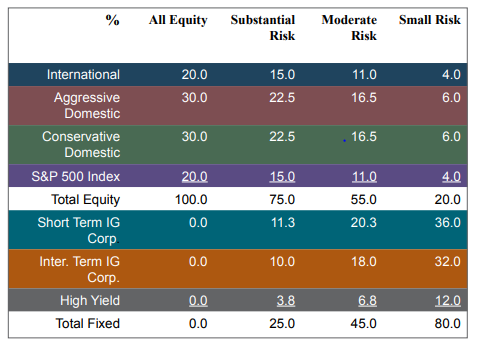 % All Equity Substantial Risk Moderate Risk Small Risk
International 20.0 15.0 11.0 4.0
Aggressive Domestic 30.0 22.5 16.5 6.0
Conservative Domestic 30.0 22.5 16.5 6.0
S&P 500 Index 20.0 15.0 11.0 4.0
Total Equity 100.0 75.0 55.0 20.0
Short Term IG Corp. 0.0 11.3 20.3 36.0
Inter. Term IG Corp. 0.0 10.0 18.0 32.0
High Yield 0.0 3.8 6.8 12.0
Total Fixed 0.0 25.0 45.0 80.0